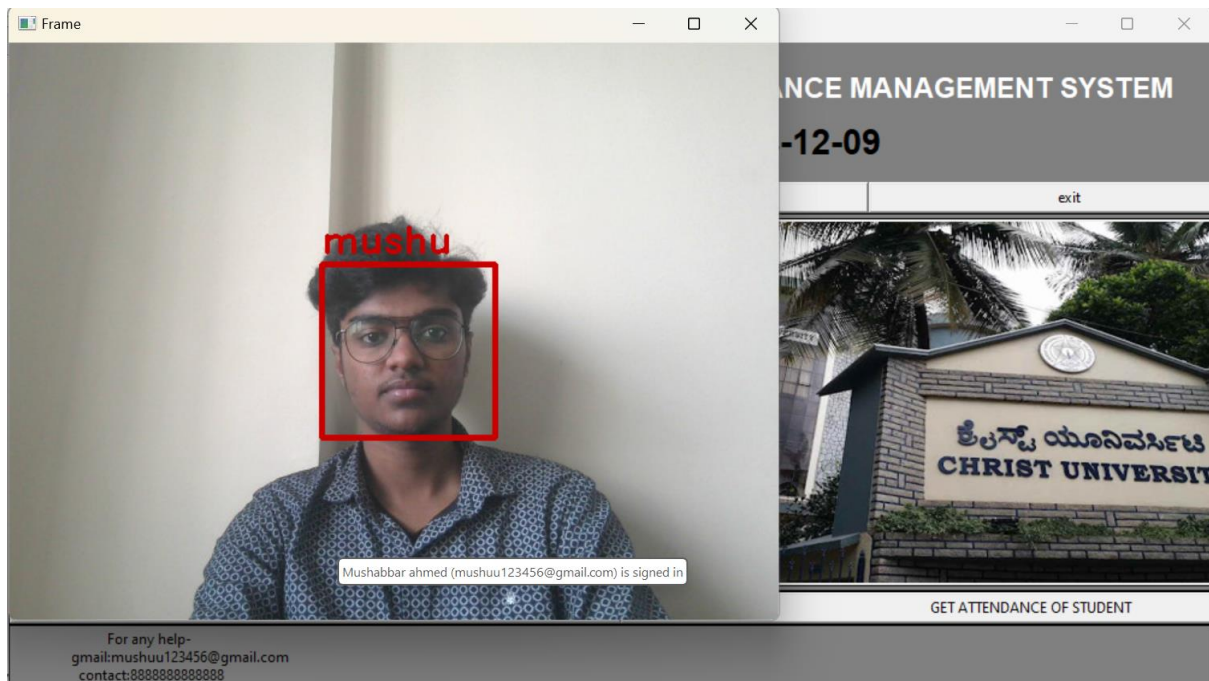 Frame
mushu
Mushabbar ahmed (mushuu123456@gmail.com) is signed in
ANCE MANAGEMENT SYSTEM
-12-09
exit
ಕ್ರೈಸ್ಟ್ ಯೂನಿವರ್ಸಿಟಿ
CHRIST UNIVERSIT
GET ATTENDANCE OF STUDENT
For any help-
gmail:mushuu123456@gmail.com
contact:8888888888888